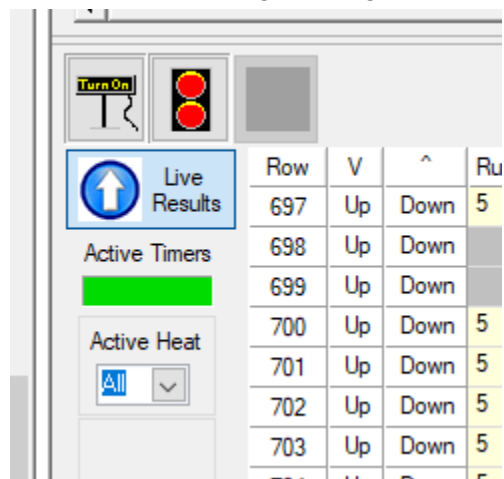 Turn On
Live
Results
Active Timers
Active Heat
All
Row V ^ Ru
697 Up Down 5
698 Up Down
699 Up Down
700 Up Down 5
701 Up Down 5
702 Up Down 5
703 Up Down 5